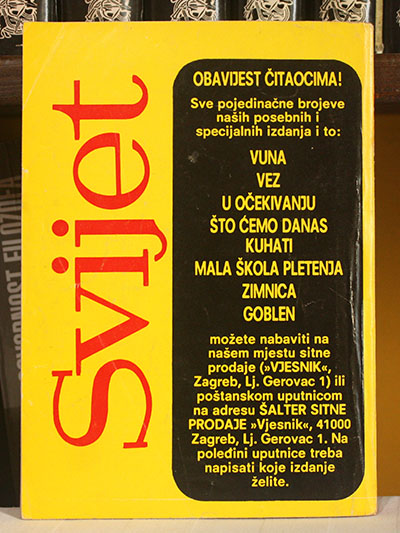 Svijet
OBAVIJEST ČITAOCIMA!
Sve pojedinačne brojeve
naših posebnih i
specijalnih izdanja i to:
VUNA
VEZ
U OČEKIVANJU
ŠTO ĆEMO DANAS
KUHATI
MALA ŠKOLA PLETENJA
ZIMNICA
GOBLEN
možete nabaviti na
našem mjestu sitne
prodaje (»VJESNIK«,
Zagreb, Lj. Gerovac 1) ili
poštanskom uputnicom
na adresu ŠALTER SITNE
PRODAJE »Vjesnik«, 41000
Zagreb, Lj. Gerovac 1. Na
poleđini uputnice treba
napisati koje izdanje
želite.